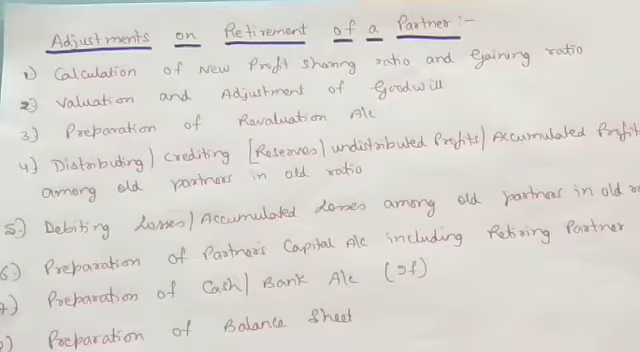 Adjustments on Retirement of a Partner :-
1) Calculation of New Profit sharing ratio and gaining ratio
2) Valuation and Adjustment of Goodwill
3) Preparation of Revaluation A/c
4) Distributing / Crediting [Reserves / undistributed Profits / Accumulated Profit
among old partners in old ratio
5) Debiting Losses / Accumulated Losses among old partners in old
6) Preparation of Partner's Capital A/c including Retiring Partner
7) Preparation of Cash / Bank A/c (If)
) Preparation of Balance Sheet